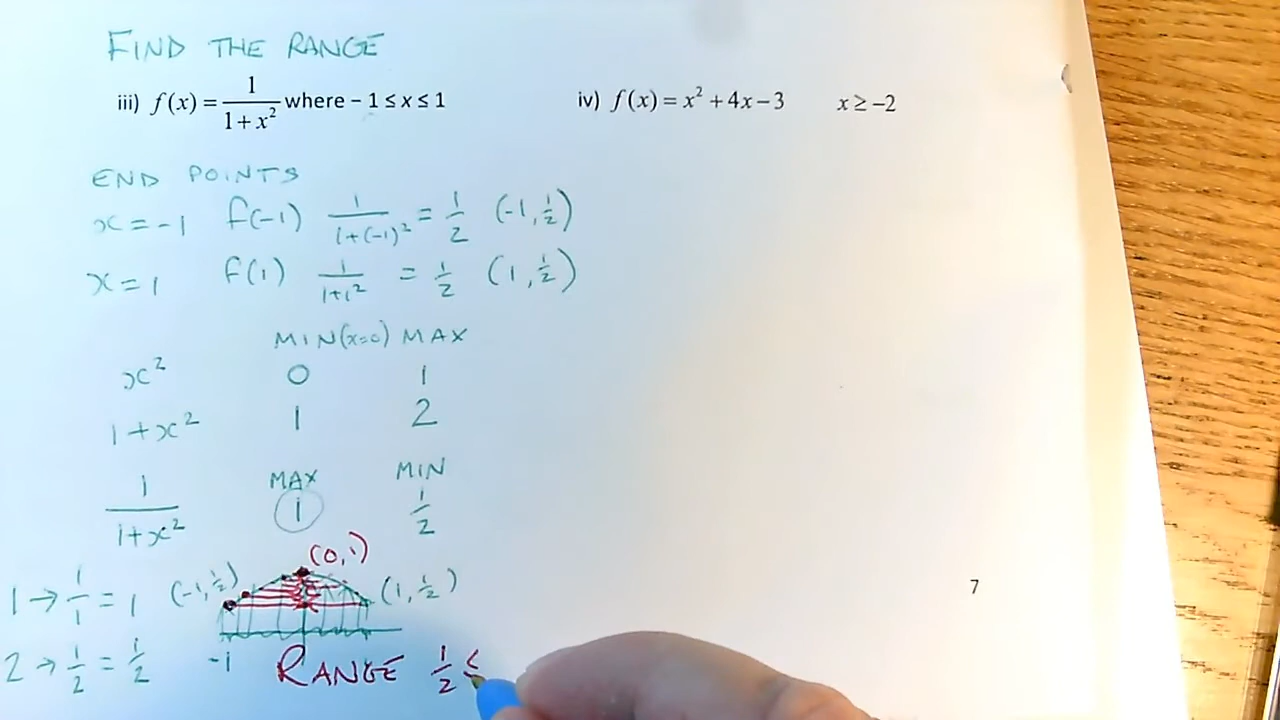 FIND THE RANGE
iii) f(x) = 1/(1+x²) where – 1 ≤ x ≤ 1
iv) f(x) = x² + 4x – 3 x ≥ –2
END POINTS
x = -1 f(-1) 1/(1+(-1)²) = 1/2 (-1, 1/2)
x = 1 f(1) 1/(1+1²) = 1/2 (1, 1/2)
MIN(x=0) MAX
x² 0 1
1+x² 1 2
MAX MIN
1/(1+x²) 1 1/2
(0,1)
1 → 1/1 = 1 (-1, 1/2) (1, 1/2)
2 → 1/2 = 1/2 -1 RANGE 1/2 ≤
7